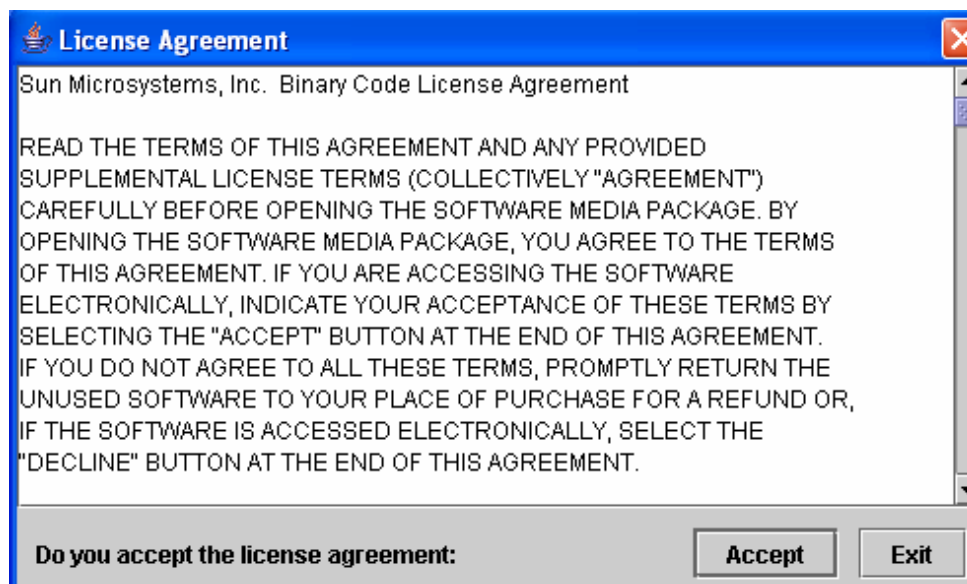 License Agreement
Sun Microsystems, Inc.  Binary Code License Agreement
READ THE TERMS OF THIS AGREEMENT AND ANY PROVIDED
SUPPLEMENTAL LICENSE TERMS (COLLECTIVELY "AGREEMENT")
CAREFULLY BEFORE OPENING THE SOFTWARE MEDIA PACKAGE. BY
OPENING THE SOFTWARE MEDIA PACKAGE, YOU AGREE TO THE TERMS
OF THIS AGREEMENT. IF YOU ARE ACCESSING THE SOFTWARE
ELECTRONICALLY, INDICATE YOUR ACCEPTANCE OF THESE TERMS BY
SELECTING THE "ACCEPT" BUTTON AT THE END OF THIS AGREEMENT.
IF YOU DO NOT AGREE TO ALL THESE TERMS, PROMPTLY RETURN THE
UNUSED SOFTWARE TO YOUR PLACE OF PURCHASE FOR A REFUND OR,
IF THE SOFTWARE IS ACCESSED ELECTRONICALLY, SELECT THE
"DECLINE" BUTTON AT THE END OF THIS AGREEMENT.
Do you accept the license agreement: Accept Exit